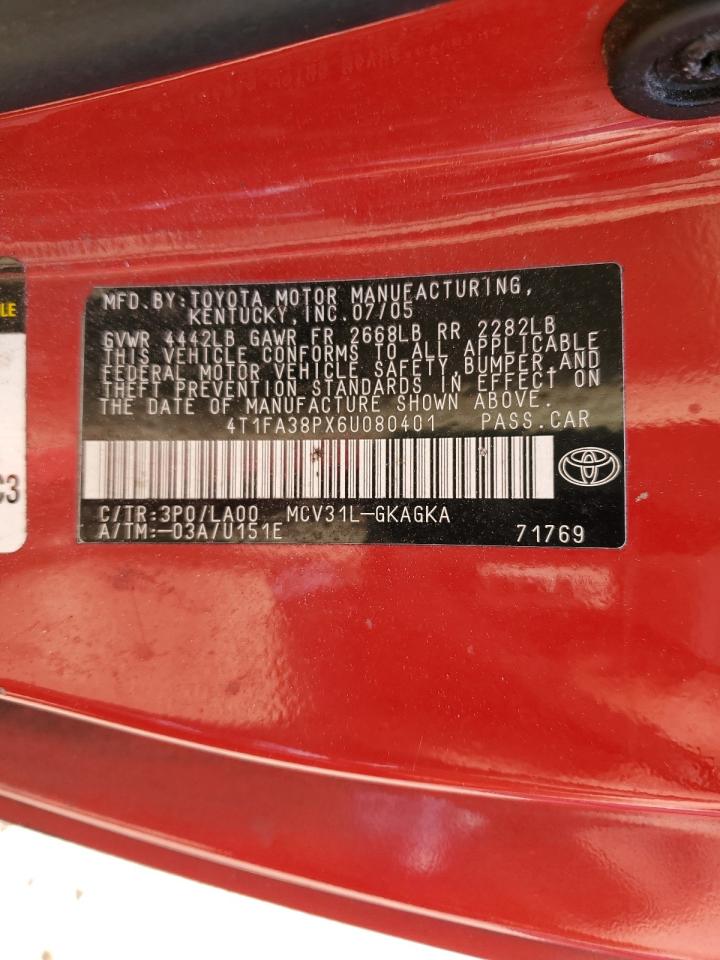 MFD.BY:TOYOTA MOTOR MANUFACTURING,
KENTUCKY, INC.07/05
GVWR 4442LB GAWR FR 2668LB RR 2282LB
THIS VEHICLE CONFORMS TO ALL APPLICABLE
FEDERAL MOTOR VEHICLE SAFETY,BUMPER,AND
THEFT PREVENTION STANDARDS IN EFFECT ON
THE DATE OF MANUFACTURE SHOWN ABOVE.
4T1FA38PX6U080401 PASS.CAR
C/TR:3P0/LA00 MCV31L-GKAGKA
A/TM:-03A/U151E 71769
LE
C3